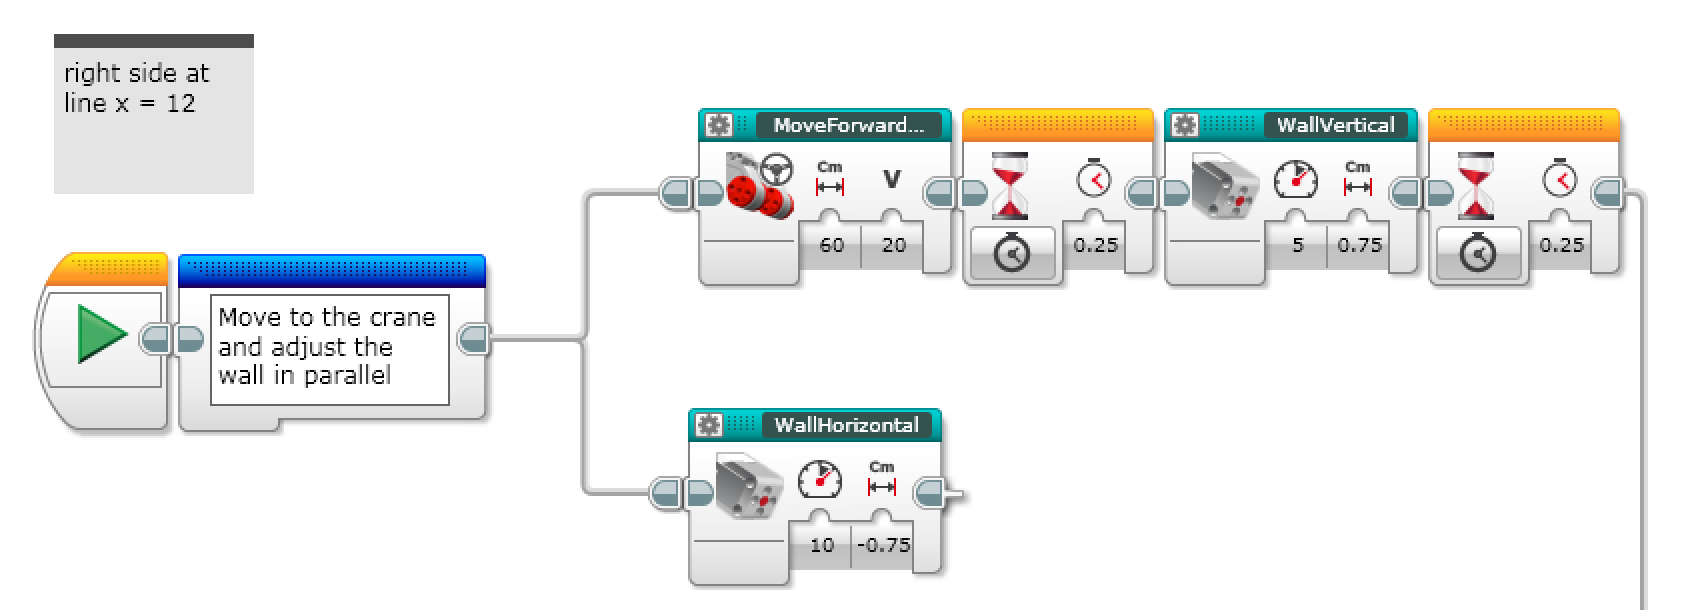 right side at
line x = 12
MoveForward...
Cm
V
60
20
0.25
WallVertical
Cm
5
0.75
0.25
Move to the crane
and adjust the
wall in parallel
WallHorizontal
Cm
10
-0.75